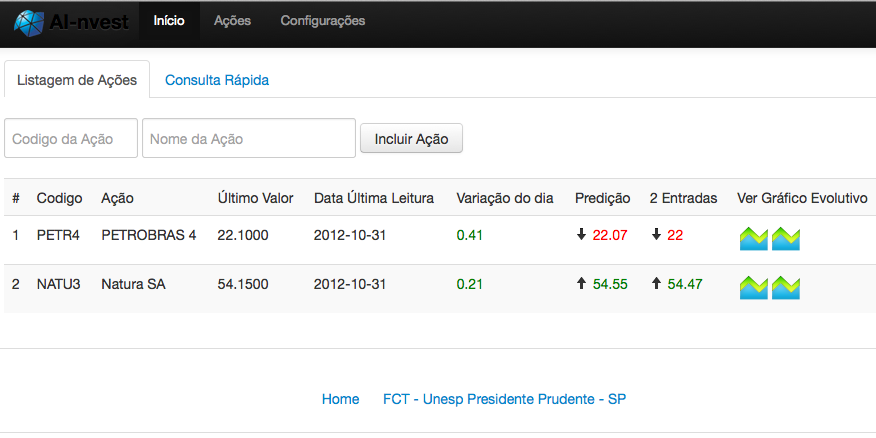 AI-nvest Início Ações Configurações
Listagem de Ações Consulta Rápida
Codigo da Ação Nome da Ação Incluir Ação
# Codigo Ação Último Valor Data Última Leitura Variação do dia Predição 2 Entradas Ver Gráfico Evolutivo
1 PETR4 PETROBRAS 4 22.1000 2012-10-31 0.41 22.07 22
2 NATU3 Natura SA 54.1500 2012-10-31 0.21 54.55 54.47
Home FCT - Unesp Presidente Prudente - SP